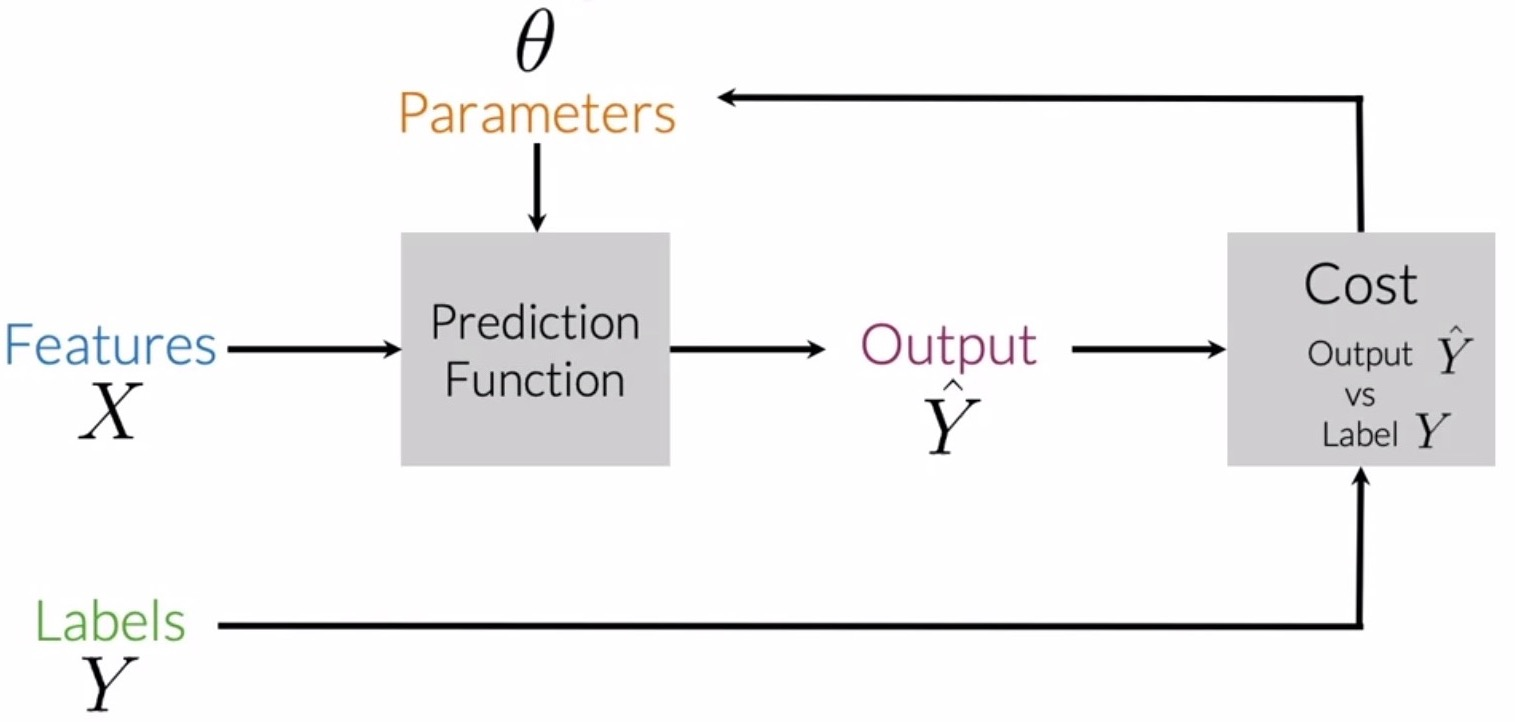 θ
Parameters
Features
X
Prediction
Function
Output
Ŷ
Cost
Output Ŷ
vs
Label Y
Labels
Y